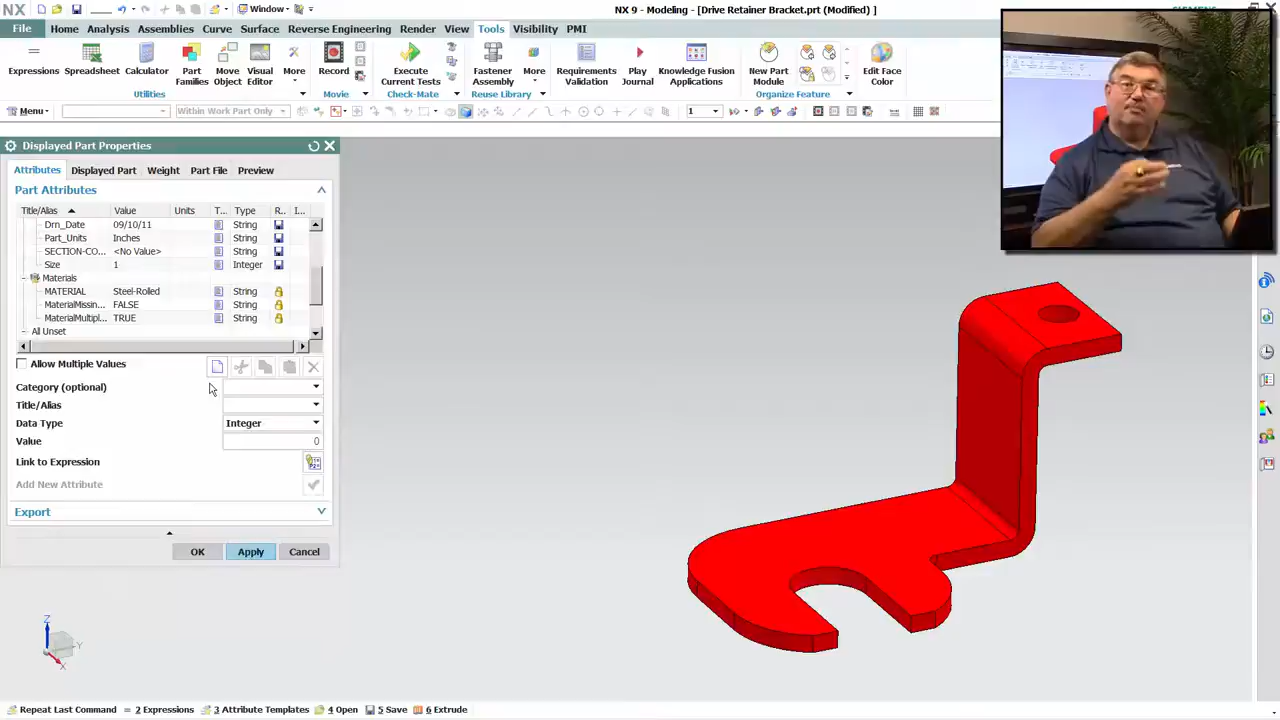 NX Window NX 9 - Modeling - [Drive Retainer Bracket.prt (Modified) ]
File Home Analysis Assemblies Curve Surface Reverse Engineering Render View Tools Visibility PMI
Expressions Spreadsheet Calculator Part Families Move Object Visual Editor More Record Execute Current Tests Fastener Assembly More Requirements Validation Play Journal Knowledge Fusion Applications New Part Module Edit Face Color
Utilities Movie Check-Mate Reuse Library Organize Feature
Menu Within Work Part Only 1
Displayed Part Properties
Attributes Displayed Part Weight Part File Preview
Part Attributes
Title/Alias Value Units T... Type R.. I...
Drn_Date 09/10/11 String
Part_Units Inches String
SECTION-CO... <No Value> String
Size 1 Integer
Materials
MATERIAL Steel-Rolled String
MaterialMissin... FALSE String
MaterialMultipl... TRUE String
All Unset
Allow Multiple Values
Category (optional)
Title/Alias
Data Type Integer
Value 0
Link to Expression
Add New Attribute
Export
OK Apply Cancel
Z
Y
X
Repeat Last Command = 2 Expressions 3 Attribute Templates 4 Open 5 Save 6 Extrude